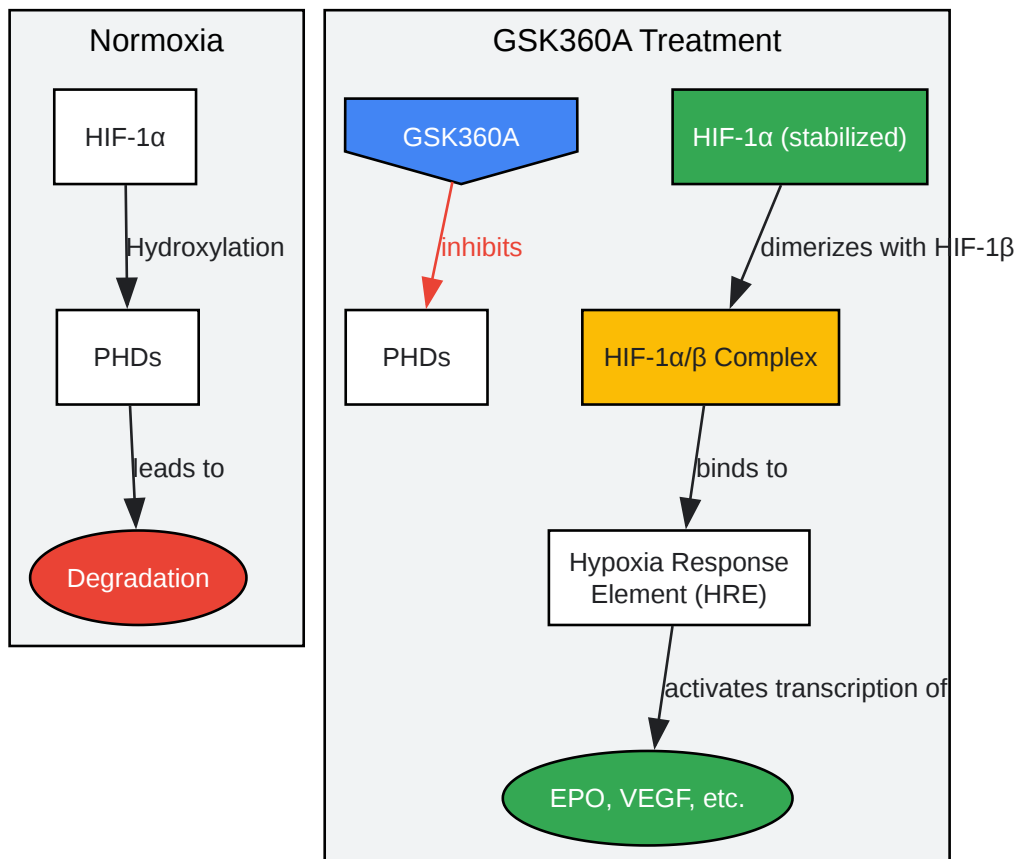 Normoxia
HIF-1α
Hydroxylation
PHDs
leads to
Degradation
GSK360A Treatment
GSK360A
HIF-1α (stabilized)
inhibits
dimerizes with HIF-1β
PHDs
HIF-1α/β Complex
binds to
Hypoxia Response
Element (HRE)
activates transcription of
EPO, VEGF, etc.